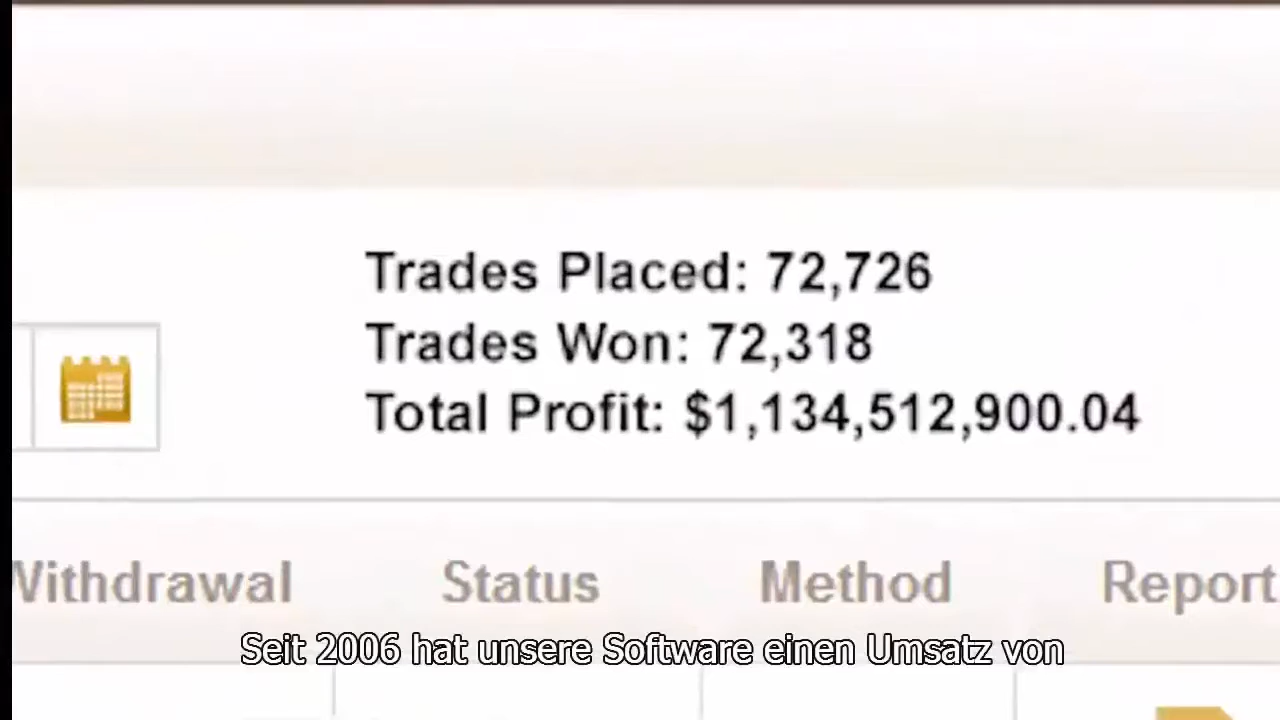 Trades Placed: 72,726
Trades Won: 72,318
Total Profit: $1,134,512,900.04
Withdrawal Status Method Report
Seit 2006 hat unsere Software einen Umsatz von